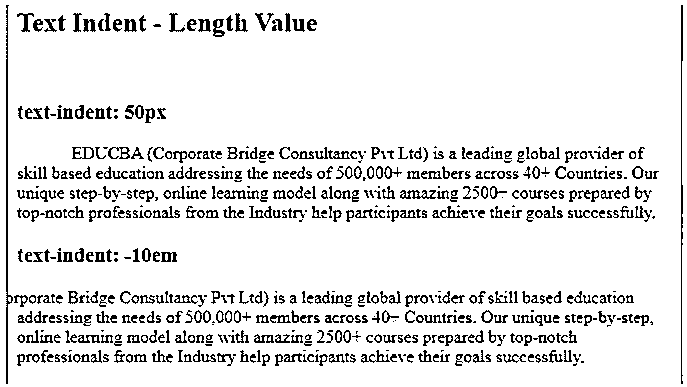 Text Indent - Length Value
text-indent: 50px
EDUCBA (Corporate Bridge Consultancy Pvt Ltd) is a leading global provider of
skill based education addressing the needs of 500,000+ members across 40+ Countries. Our
unique step-by-step, online learning model along with amazing 2500+ courses prepared by
top-notch professionals from the Industry help participants achieve their goals successfully.
text-indent: -10em
orporate Bridge Consultancy Pvt Ltd) is a leading global provider of skill based education
addressing the needs of 500,000+ members across 40+ Countries. Our unique step-by-step,
online learning model along with amazing 2500+ courses prepared by top-notch
professionals from the Industry help participants achieve their goals successfully.